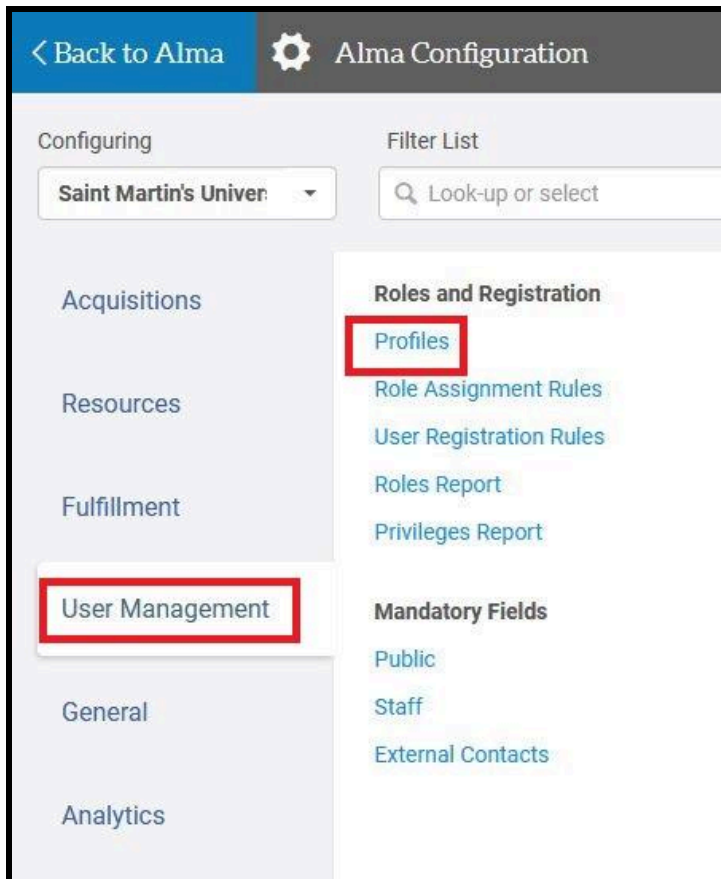 Back to Alma
Alma Configuration
Configuring
Filter List
Saint Martin's Univer
Look-up or select
Acquisitions
Resources
Fulfillment
User Management
General
Analytics
Roles and Registration
Profiles
Role Assignment Rules
User Registration Rules
Roles Report
Privileges Report
Mandatory Fields
Public
Staff
External Contacts